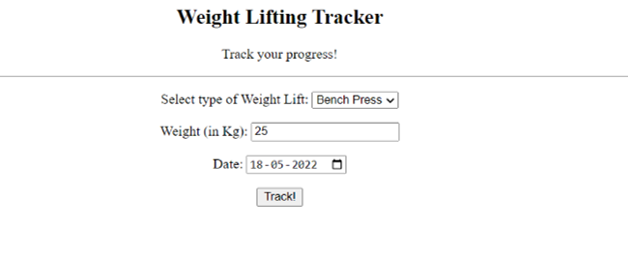 Weight Lifting Tracker
Track your progress!
Select type of Weight Lift: Bench Press
Weight (in Kg): 25
Date: 18-05-2022
Track!